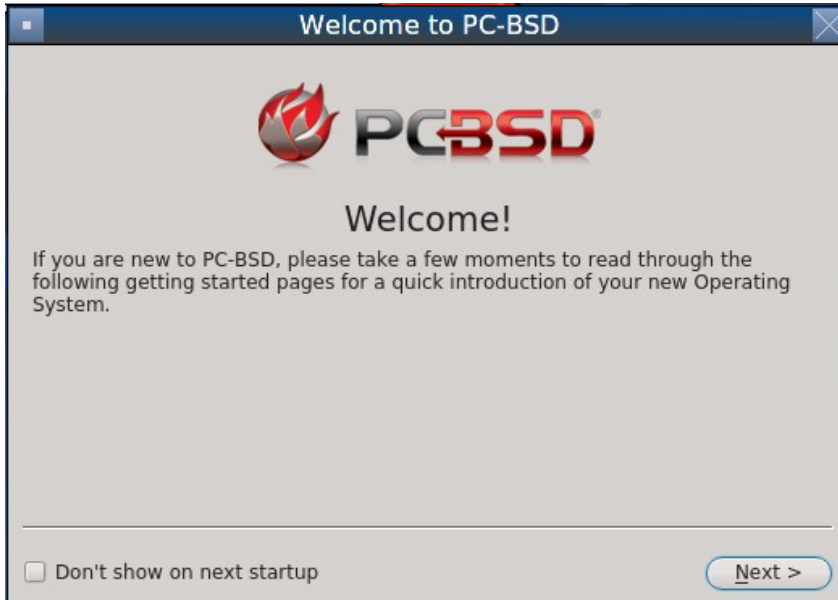 Welcome to PC-BSD
PCBSD®
Welcome!
If you are new to PC-BSD, please take a few moments to read through the
following getting started pages for a quick introduction of your new Operating
System.
Don't show on next startup
Next >